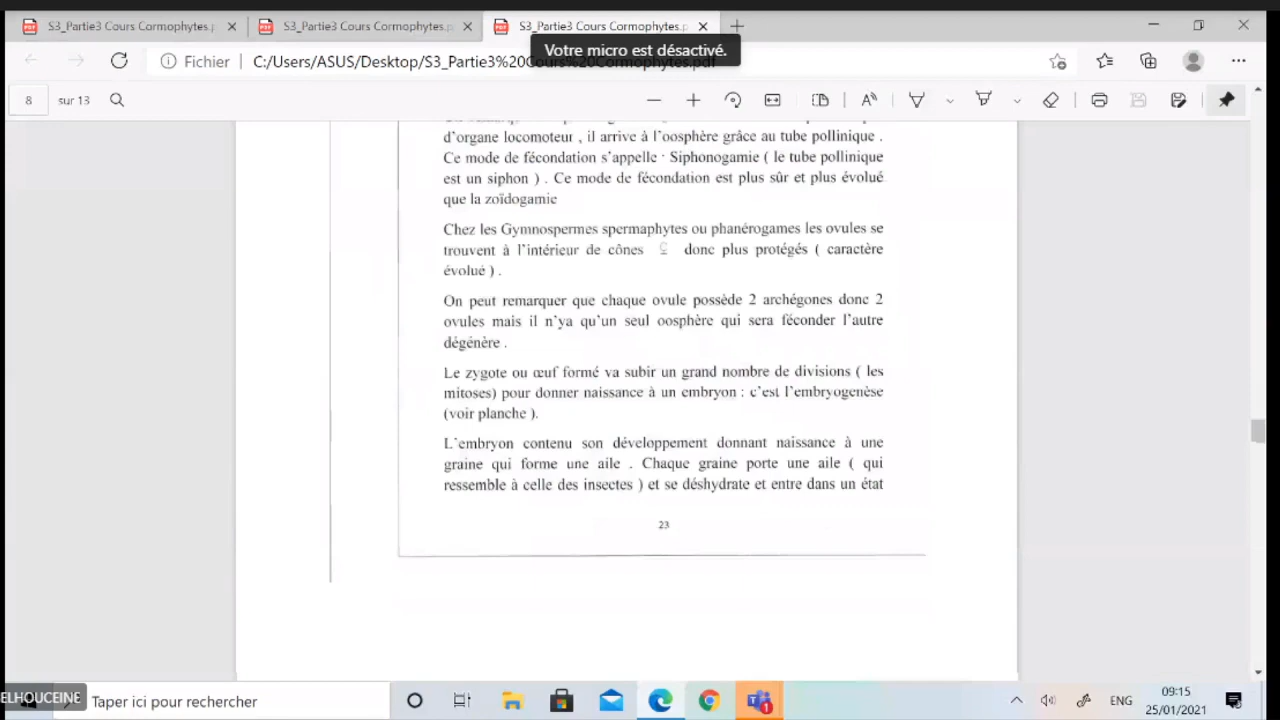 S3_Partie3 Cours Cormophytes.p
S3_Partie3 Cours Cormophytes.p
S3_Partie3 Cours Cormophytes.p
Votre micro est désactivé.
Fichier
C:/Users/ASUS/Desktop/S3_Partie3%20Cours%20Cormophytes.pdf
8 sur 13
d'organe locomoteur , il arrive à l'oosphère grâce au tube pollinique .
Ce mode de fécondation s'appelle · Siphonogamie ( le tube pollinique
est un siphon ) . Ce mode de fécondation est plus sûr et plus évolué
que la zoïdogamie
Chez les Gymnospermes spermaphytes ou phanérogames les ovules se
trouvent à l'intérieur de cônes ♀ donc plus protégés ( caractère
évolué ) .
On peut remarquer que chaque ovule possède 2 archégones donc 2
ovules mais il n'ya qu'un seul oosphère qui sera féconder l'autre
dégénère .
Le zygote ou œuf formé va subir un grand nombre de divisions ( les
mitoses) pour donner naissance à un embryon : c'est l'embryogenèse
(voir planche ).
L'embryon contenu son développement donnant naissance à une
graine qui forme une aile . Chaque graine porte une aile ( qui
ressemble à celle des insectes ) et se déshydrate et entre dans un état
23
ELHOUCEINE
Taper ici pour rechercher
1
ENG
09:15
25/01/2021